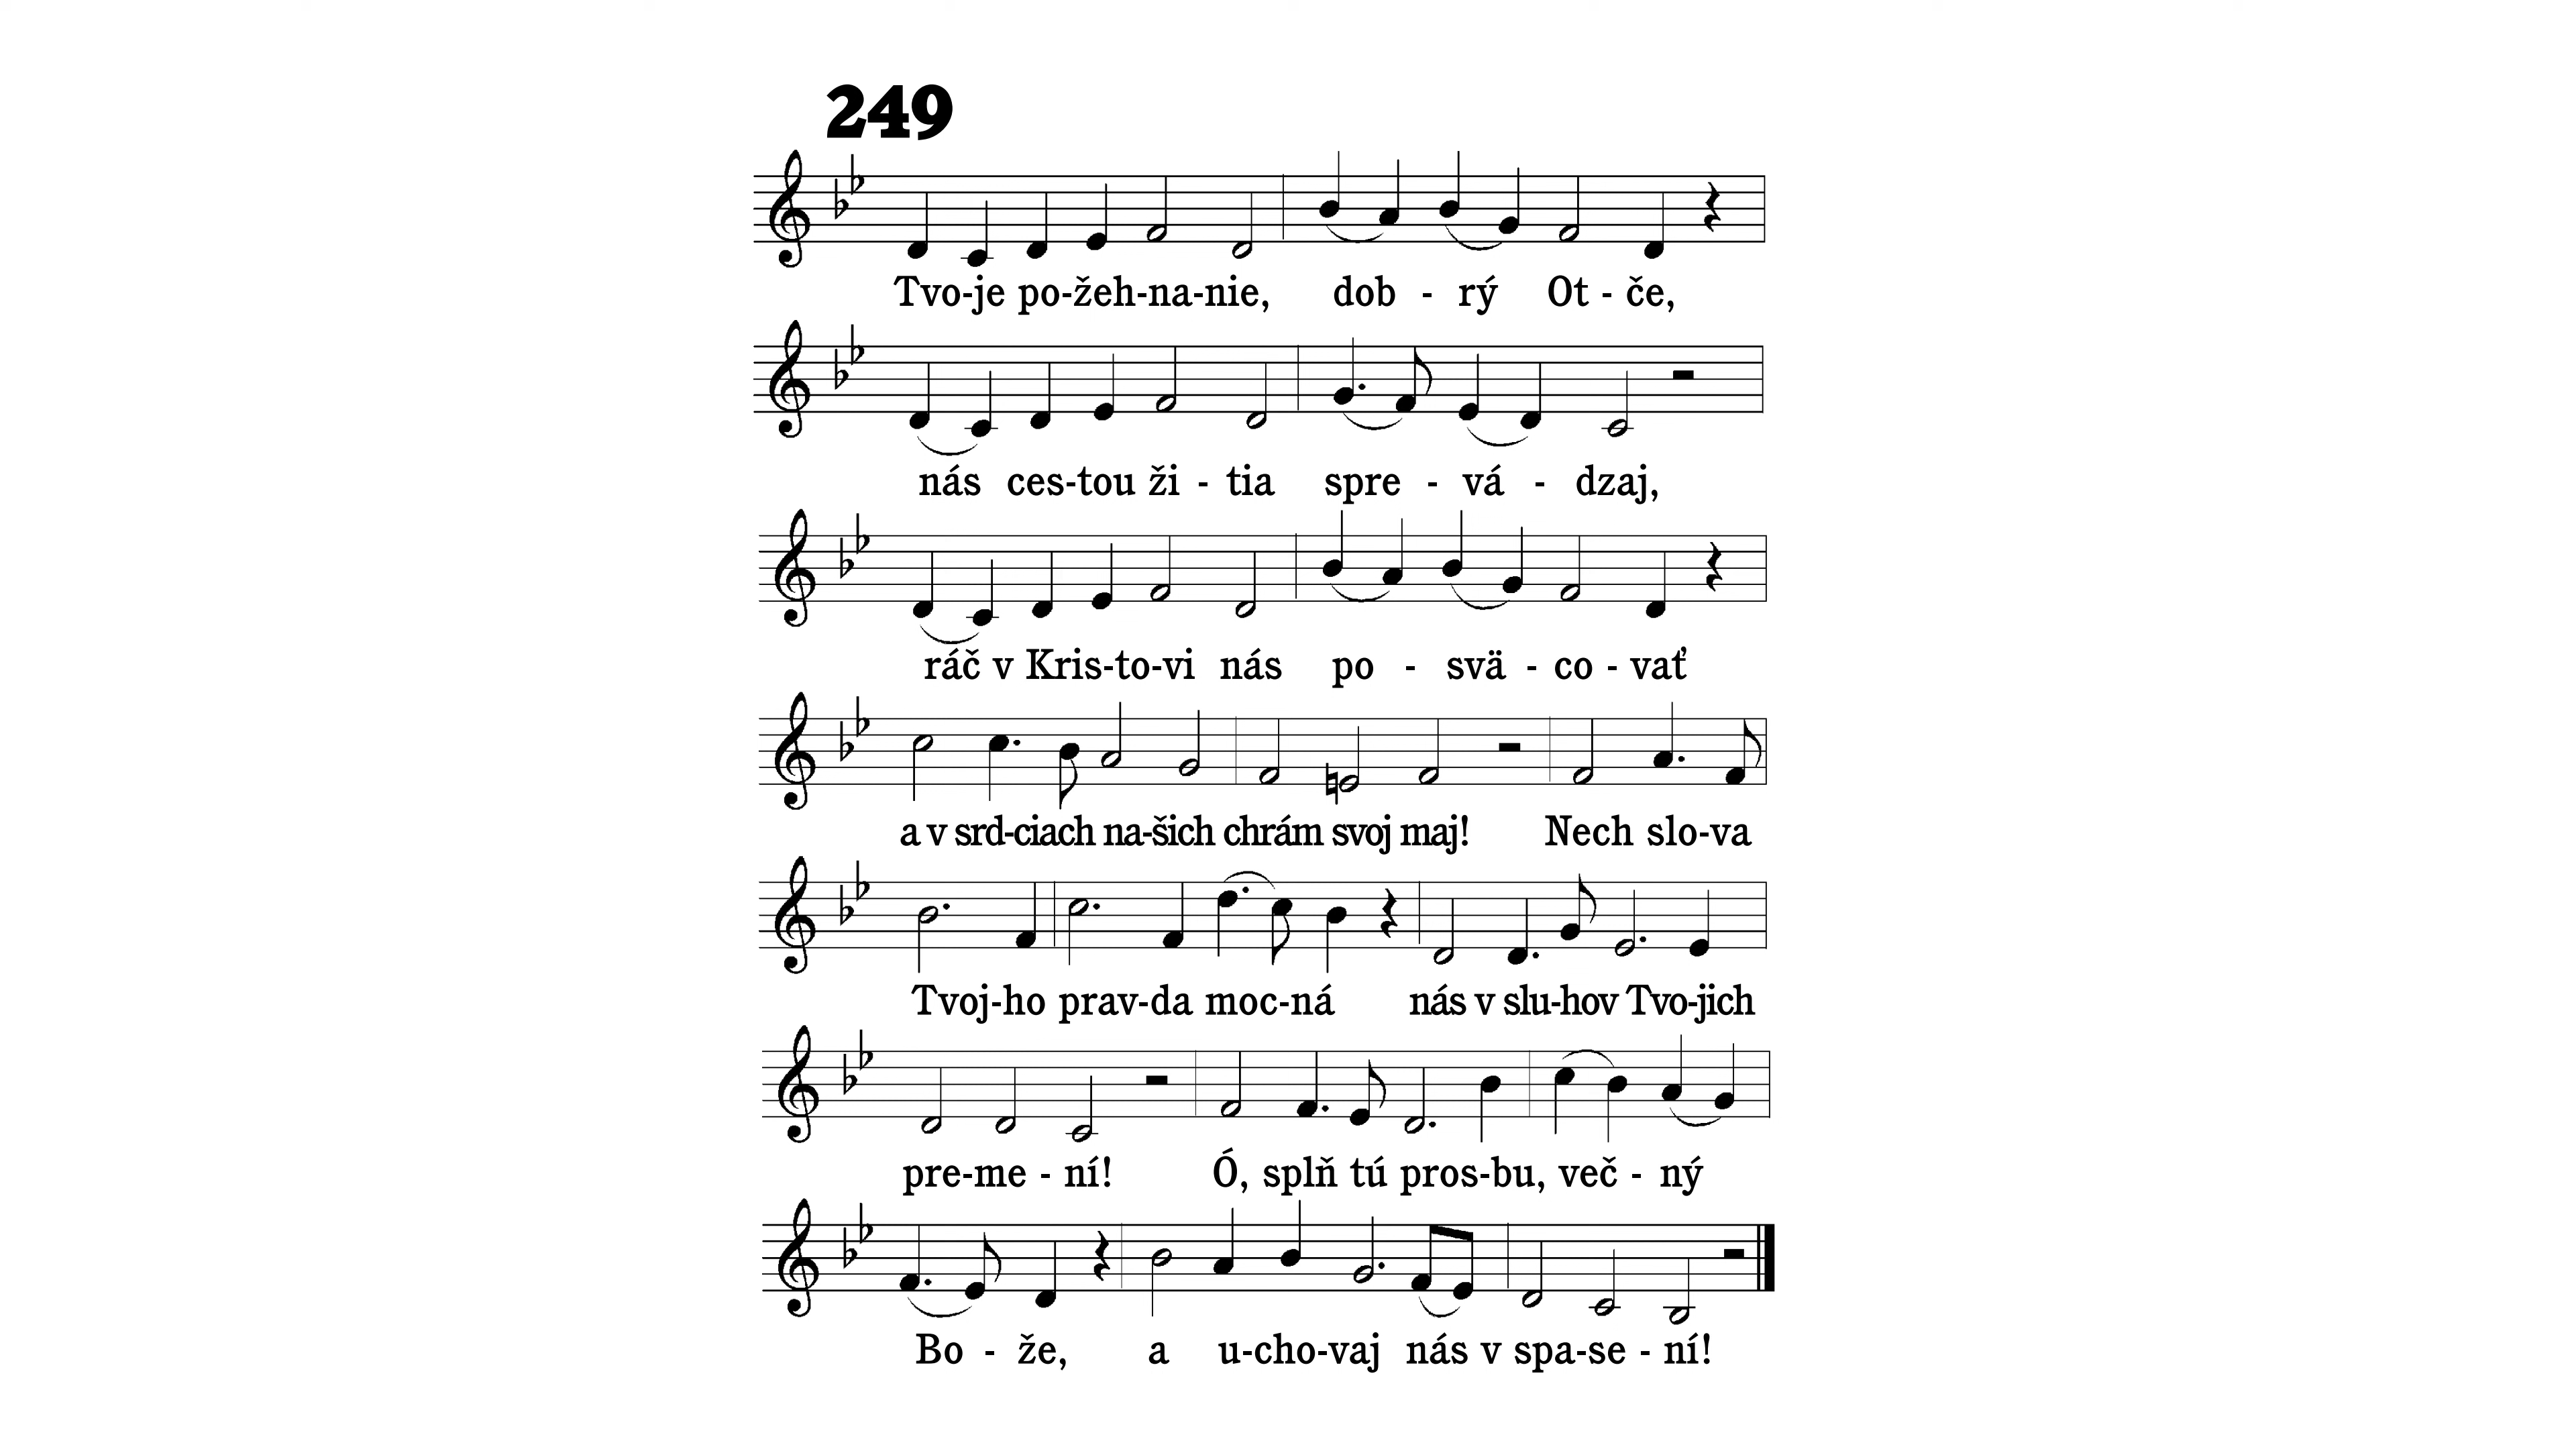 249
Tvo-je po-žeh-na-nie, dob - rý Ot - če,
nás ces-tou ži - tia spre - vá - dzaj,
ráč v Kris-to-vi nás po - svä - co - vať
a v srd-ciach na-šich chrám svoj maj! Nech slo-va
Tvoj-ho prav-da moc-ná nás v slu-hov Tvo-jich
pre-me - ní! Ó, splň tú pros-bu, več - ný
Bo - že, a u-cho-vaj nás v spa-se - ní!